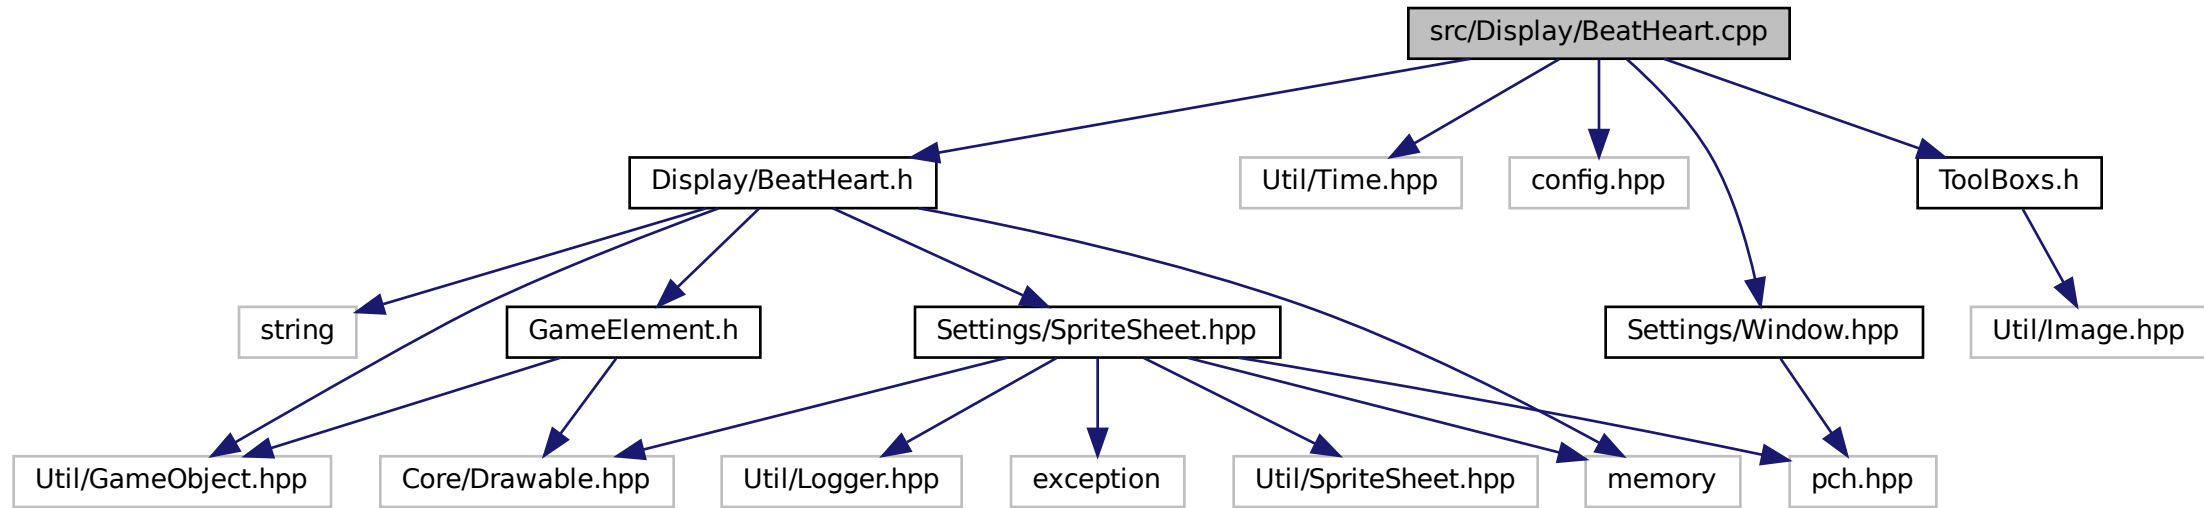 src/Display/BeatHeart.cpp
Display/BeatHeart.h
Util/Time.hpp
config.hpp
ToolBoxs.h
string
GameElement.h
Settings/SpriteSheet.hpp
Settings/Window.hpp
Util/Image.hpp
Util/GameObject.hpp
Core/Drawable.hpp
Util/Logger.hpp
exception
Util/SpriteSheet.hpp
memory
pch.hpp